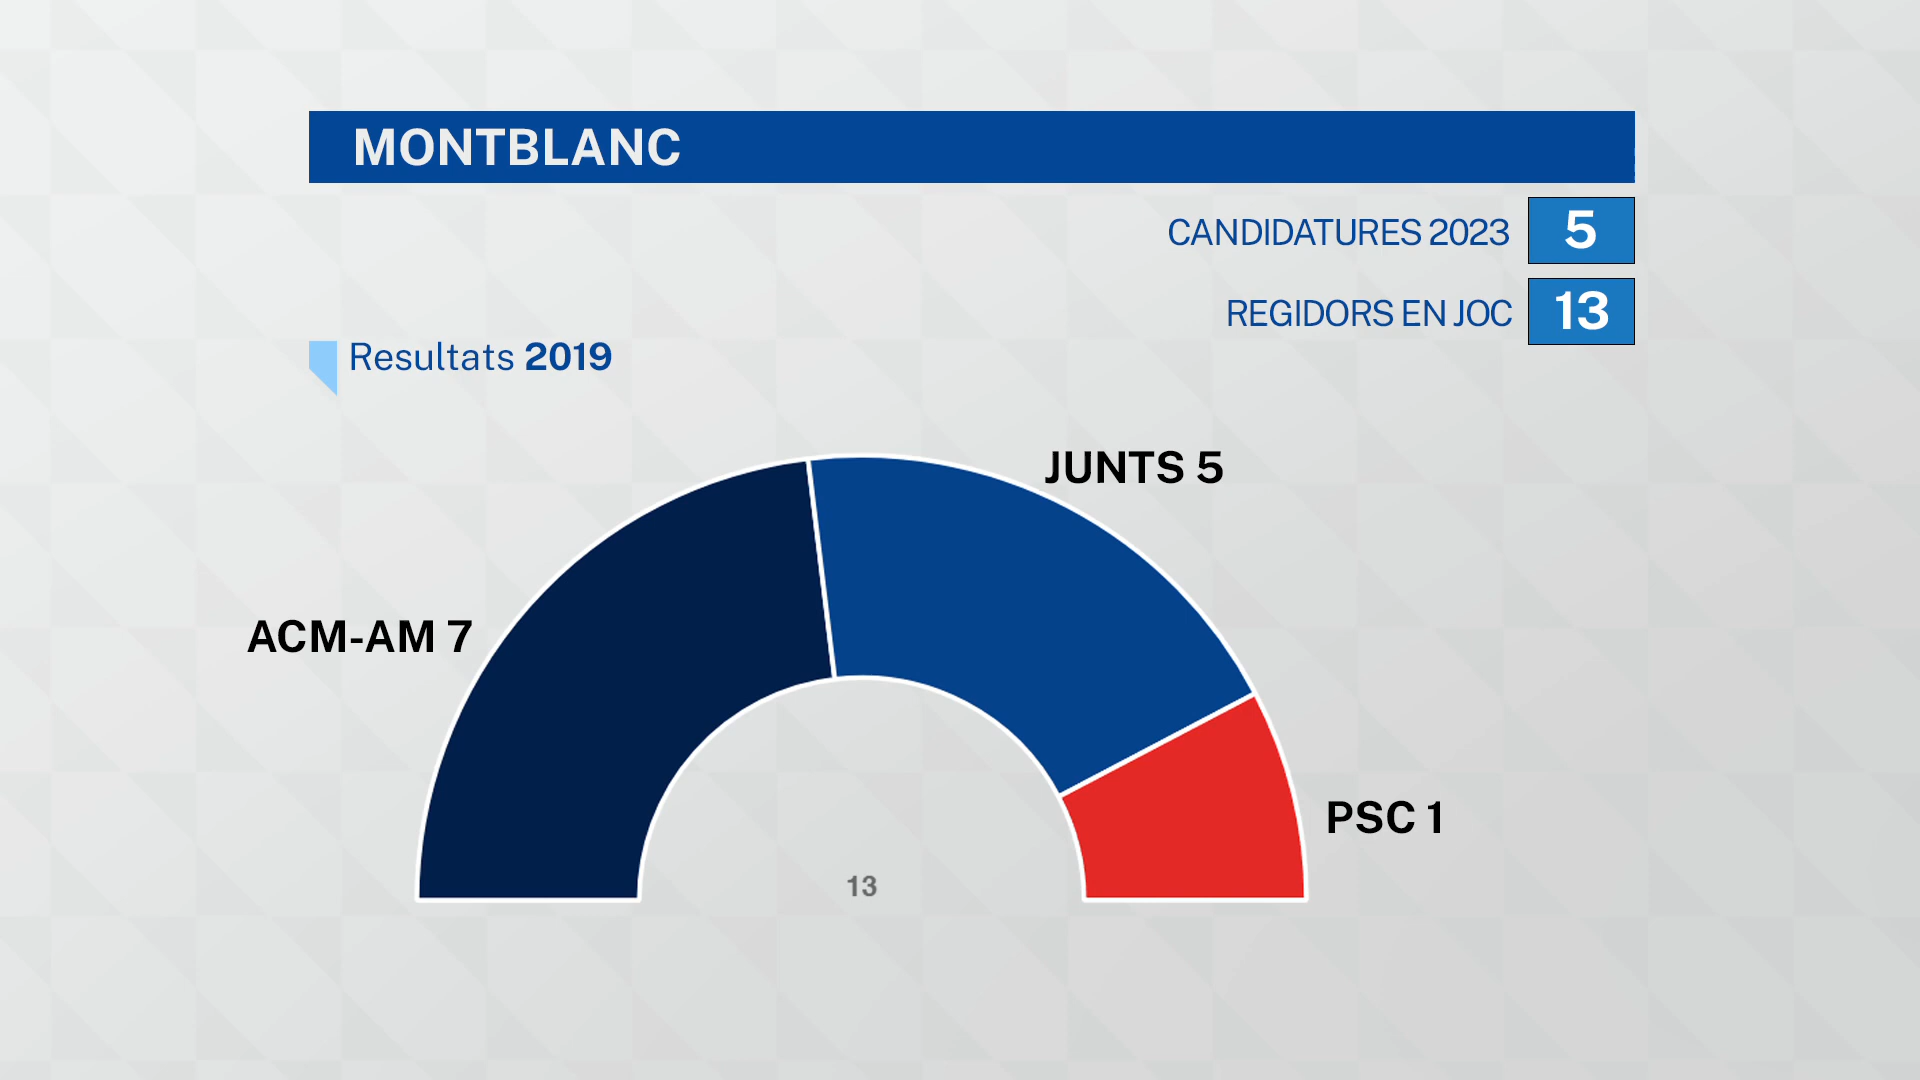 MONTBLANC
CANDIDATURES 2023 5
REGIDORS EN JOC 13
Resultats 2019
JUNTS 5
ACM-AM 7
PSC 1
13